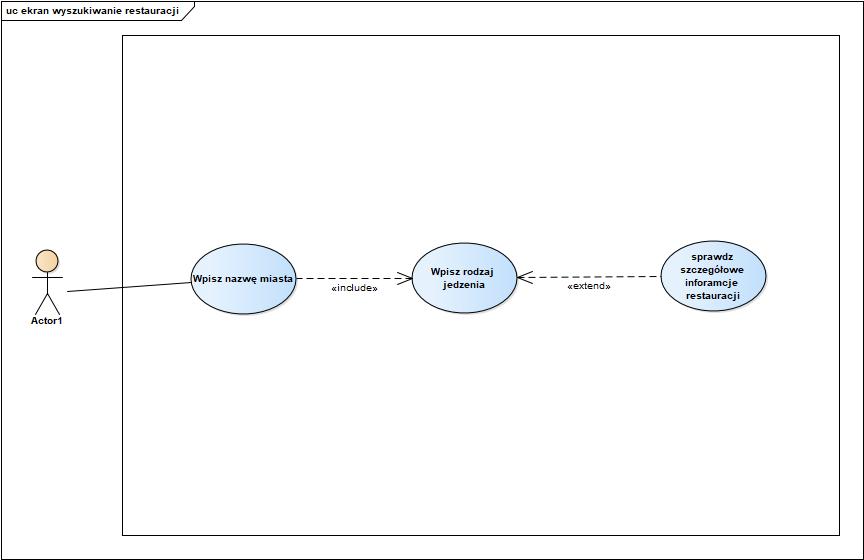 uc ekran wyszukiwanie restauracji
Actor1
Wpisz nazwę miasta
«include»
Wpisz rodzaj
jedzenia
«extend»
sprawdz
szczegółowe
inforamcje
restauracji